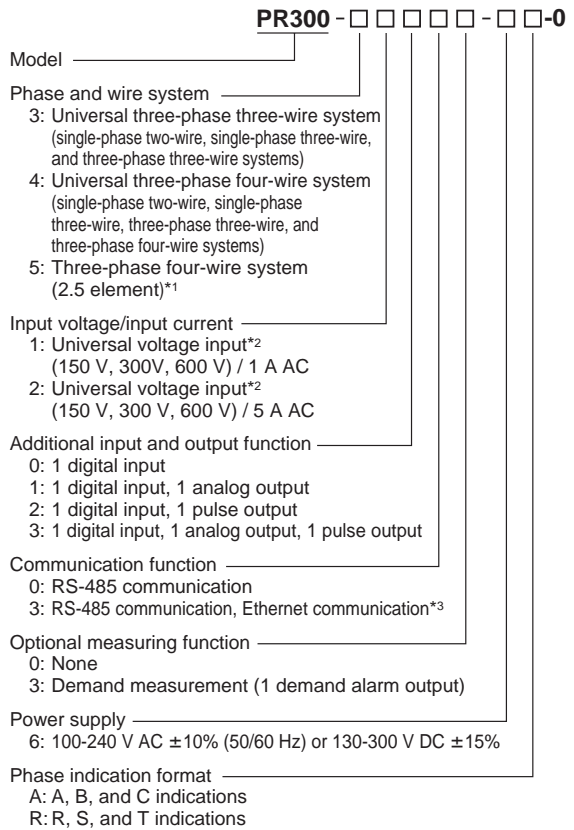 PR300 - □ □ □ □ □ - □ □-0
Model
Phase and wire system
3: Universal three-phase three-wire system
(single-phase two-wire, single-phase three-wire,
and three-phase three-wire systems)
4: Universal three-phase four-wire system
(single-phase two-wire, single-phase
three-wire, three-phase three-wire, and
three-phase four-wire systems)
5: Three-phase four-wire system
(2.5 element)*1
Input voltage/input current
1: Universal voltage input*2
(150 V, 300V, 600 V) / 1 A AC
2: Universal voltage input*2
(150 V, 300 V, 600 V) / 5 A AC
Additional input and output function
0: 1 digital input
1: 1 digital input, 1 analog output
2: 1 digital input, 1 pulse output
3: 1 digital input, 1 analog output, 1 pulse output
Communication function
0: RS-485 communication
3: RS-485 communication, Ethernet communication*3
Optional measuring function
0: None
3: Demand measurement (1 demand alarm output)
Power supply
6: 100-240 V AC ±10% (50/60 Hz) or 130-300 V DC ±15%
Phase indication format
A: A, B, and C indications
R: R, S, and T indications